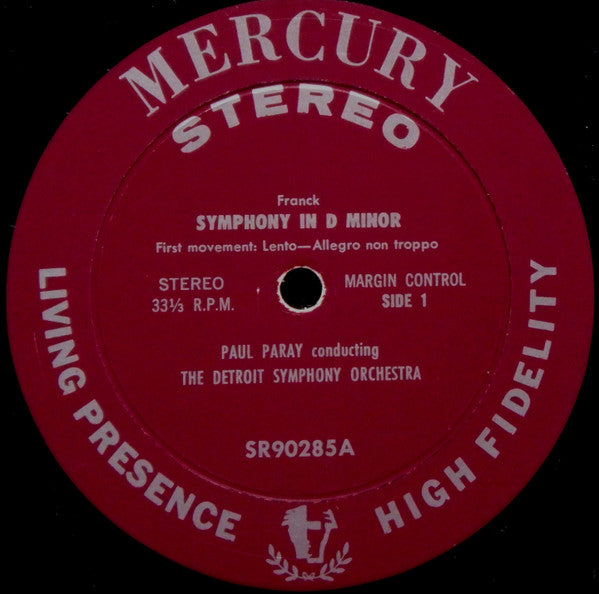 MERCURY
STEREO
Franck
SYMPHONY IN D MINOR
First movement: Lento—Allegro non troppo
STEREO
33⅓ R.P.M.
MARGIN CONTROL
SIDE 1
PAUL PARAY conducting
THE DETROIT SYMPHONY ORCHESTRA
SR90285A
LIVING PRESENCE
HIGH FIDELITY